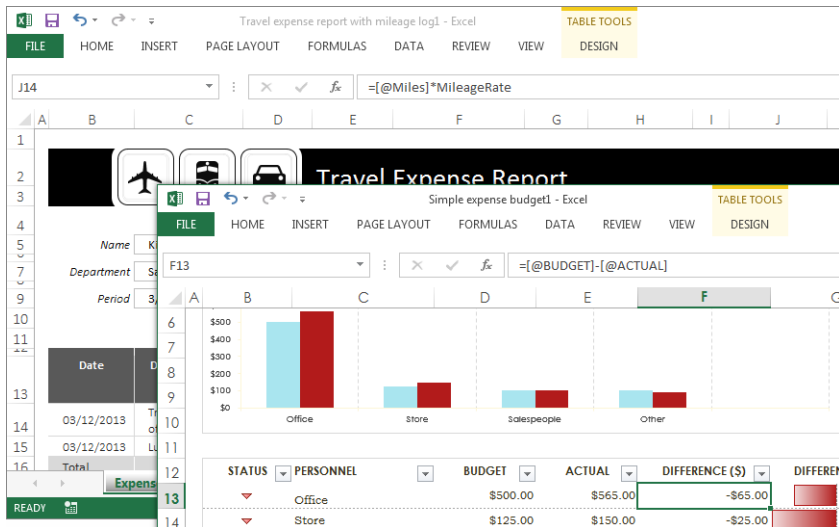 Travel expense report with mileage log1 - Excel
TABLE TOOLS
FILE HOME INSERT PAGE LAYOUT FORMULAS DATA REVIEW VIEW DESIGN
J14 fx =[@Miles]*MileageRate
A B C D E F G H I J
1
2 Travel Expense Report
3
4
5 Name
7 Department
9 Period
10
11
Date
13
14 03/12/2013
15 03/12/2013
16 Total
READY
Simple expense budget1 - Excel
TABLE TOOLS
FILE HOME INSERT PAGE LAYOUT FORMULAS DATA REVIEW VIEW DESIGN
F13 fx =[@BUDGET]-[@ACTUAL]
A B C D E F G
6 $500
7 $400
$300
8 $200
9 $100
$0
10 Office Store Salespeople Other
11
12 STATUS PERSONNEL BUDGET ACTUAL DIFFERENCE ($)
13 Office $500.00 $565.00 -$65.00
14 Store $125.00 $150.00 -$25.00